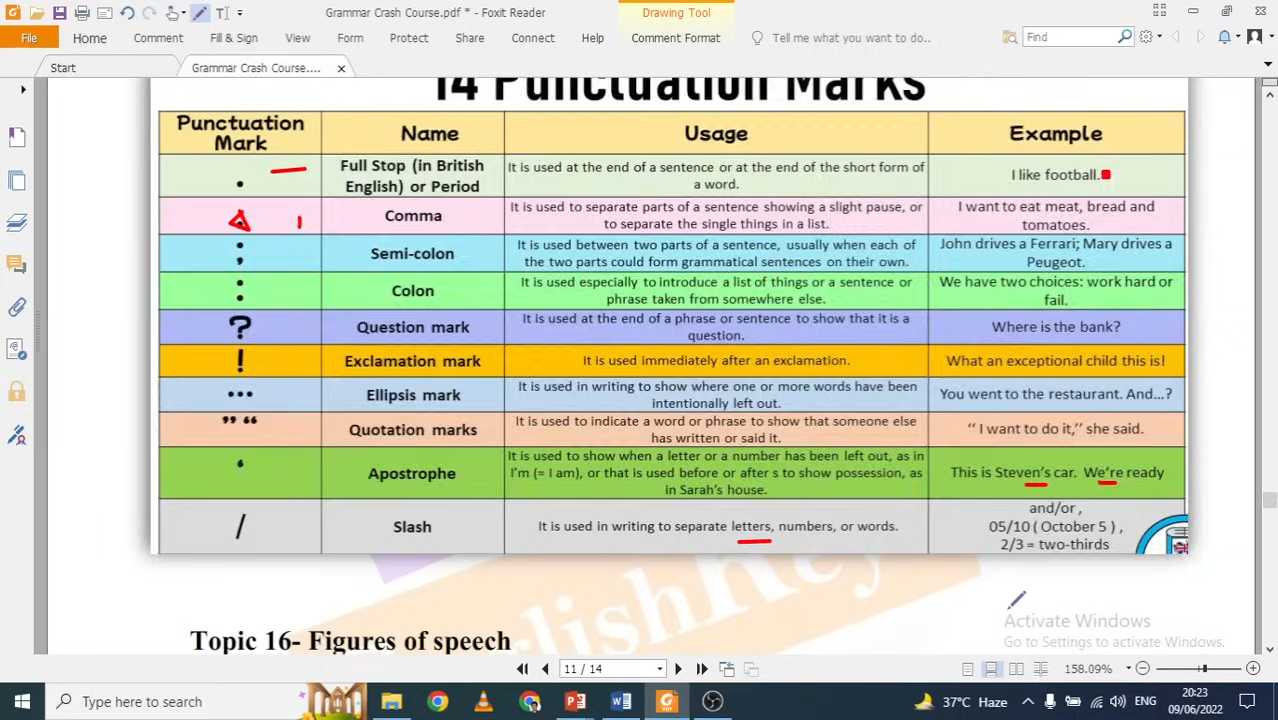 Grammar Crash Course.pdf * - Foxit Reader
Drawing Tool
File
Home
Comment
Fill & Sign
View
Form
Protect
Share
Connect
Help
Comment Format
Tell me what you want to do..
Find
Start
Grammar Crash Course....
14 Punctuation Marks
Punctuation Mark
Name
Usage
Example
.
Full Stop (in British
English) or Period
It is used at the end of a sentence or at the end of the short form of
a word.
I like football.
Comma
It is used to separate parts of a sentence showing a slight pause, or
to separate the single things in a list.
I want to eat meat, bread and
tomatoes.
;
Semi-colon
It is used between two parts of a sentence, usually when each of
the two parts could form grammatical sentences on their own.
John drives a Ferrari; Mary drives a
Peugeot.
:
Colon
It is used especially to introduce a list of things or a sentence or
phrase taken from somewhere else.
We have two choices: work hard or
fail.
?
Question mark
It is used at the end of a phrase or sentence to show that it is a
question.
Where is the bank?
!
Exclamation mark
It is used immediately after an exclamation.
What an exceptional child this is!
...
Ellipsis mark
It is used in writing to show where one or more words have been
intentionally left out.
You went to the restaurant. And...?
” “
Quotation marks
It is used to indicate a word or phrase to show that someone else
has written or said it.
“ I want to do it,” she said.
‘
Apostrophe
It is used to show when a letter or a number has been left out, as in
I’m (= I am), or that is used before or after s to show possession, as
in Sarah’s house.
This is Steven’s car. We’re ready
/
Slash
It is used in writing to separate letters, numbers, or words.
and/or ,
05/10 ( October 5 ) ,
2/3 = two-thirds
Topic 16- Figures of speech
Activate Windows
Go to Settings to activate Windows.
11 / 14
158.09%
Type here to search
37°C Haze
ENG
20:23
09/06/2022